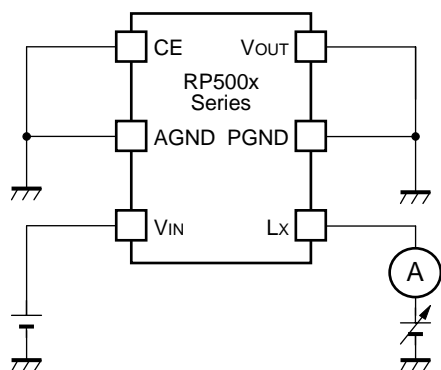 CE VOUT
RP500x
Series
AGND PGND
VIN LX
A